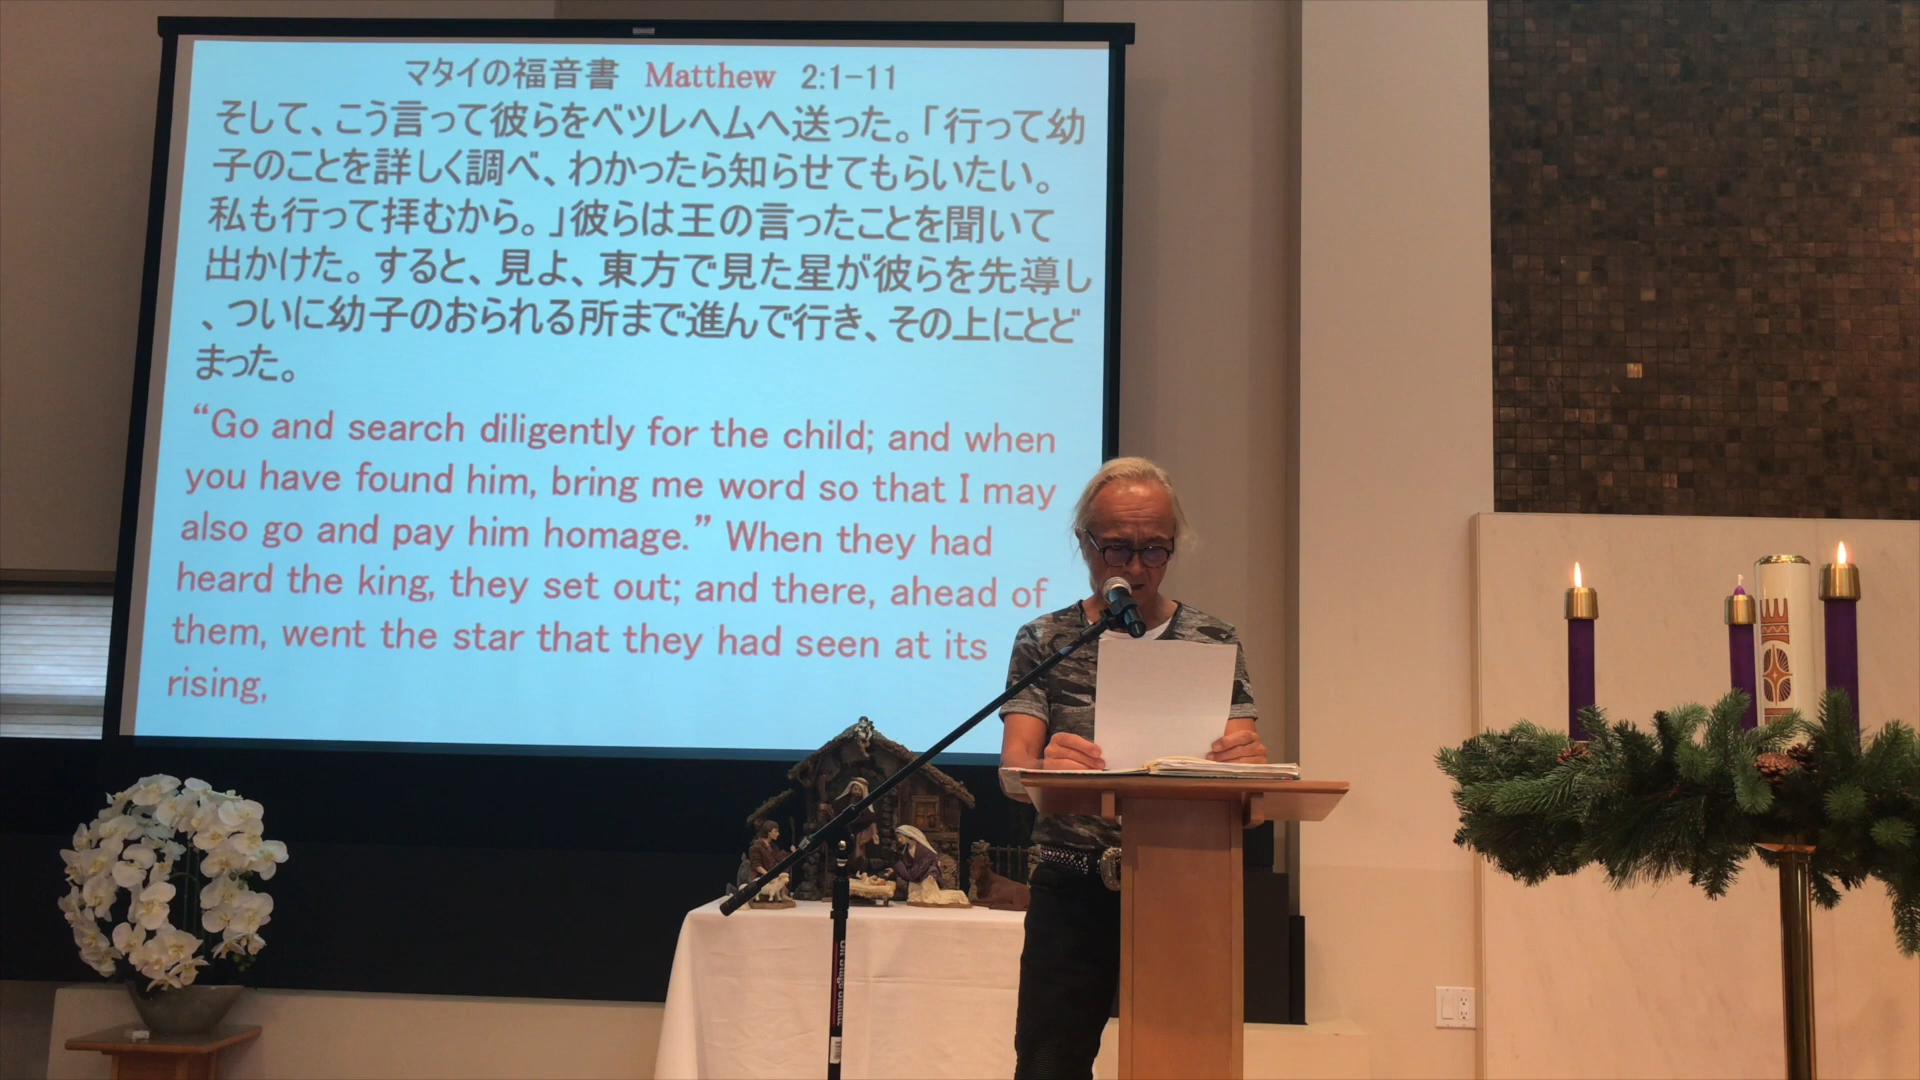 マタイの福音書 Matthew 2:1-11
そして、こう言って彼らをベツレヘムへ送った。「行って幼
子のことを詳しく調べ、わかったら知らせてもらいたい。
私も行って拝むから。」彼らは王の言ったことを聞いて
出かけた。すると、見よ、東方で見た星が彼らを先導し
、ついに幼子のおられる所まで進んで行き、その上にとど
まった。
“Go and search diligently for the child; and when
you have found him, bring me word so that I may
also go and pay him homage.” When they had
heard the king, they set out; and there, ahead of
them, went the star that they had seen at its
rising,